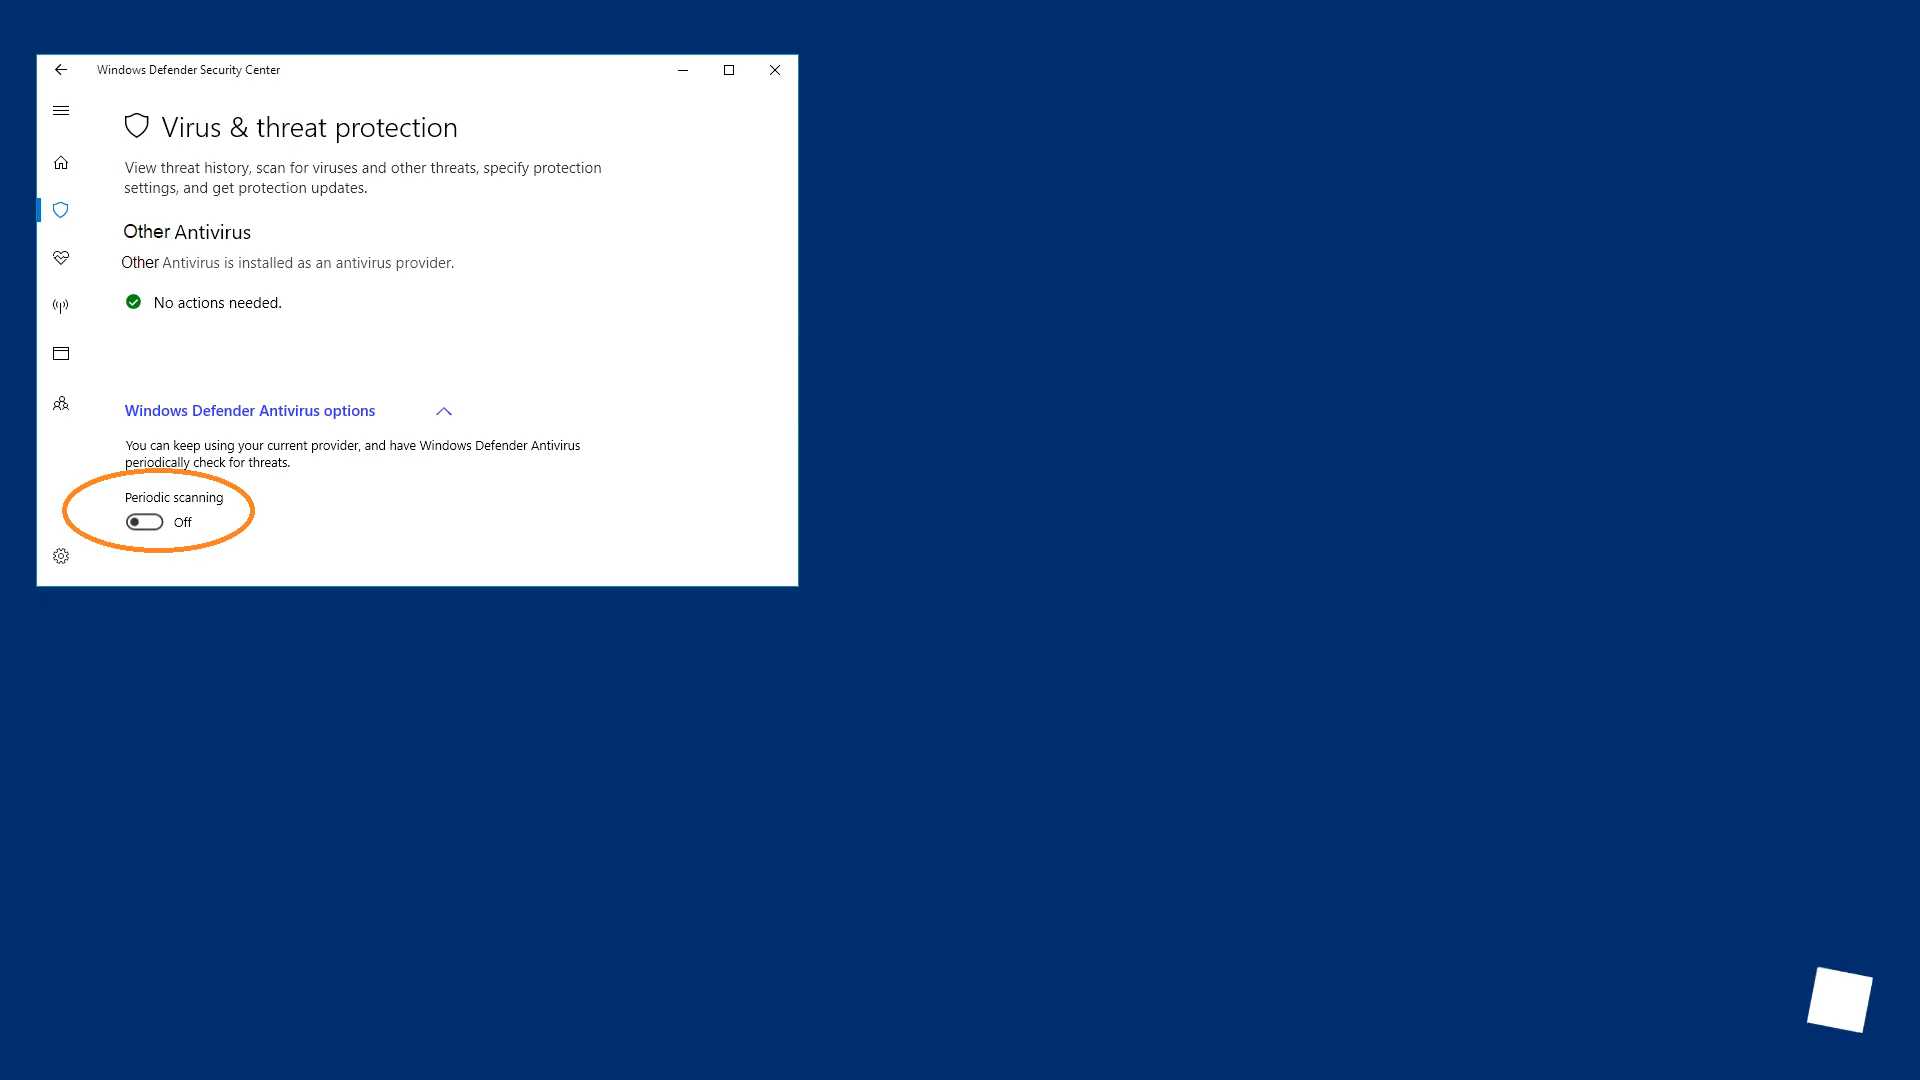 Windows Defender Security Center
Virus & threat protection
View threat history, scan for viruses and other threats, specify protection
settings, and get protection updates.
Other Antivirus
Other Antivirus is installed as an antivirus provider.
No actions needed.
Windows Defender Antivirus options
You can keep using your current provider, and have Windows Defender Antivirus
periodically check for threats.
Periodic scanning
Off